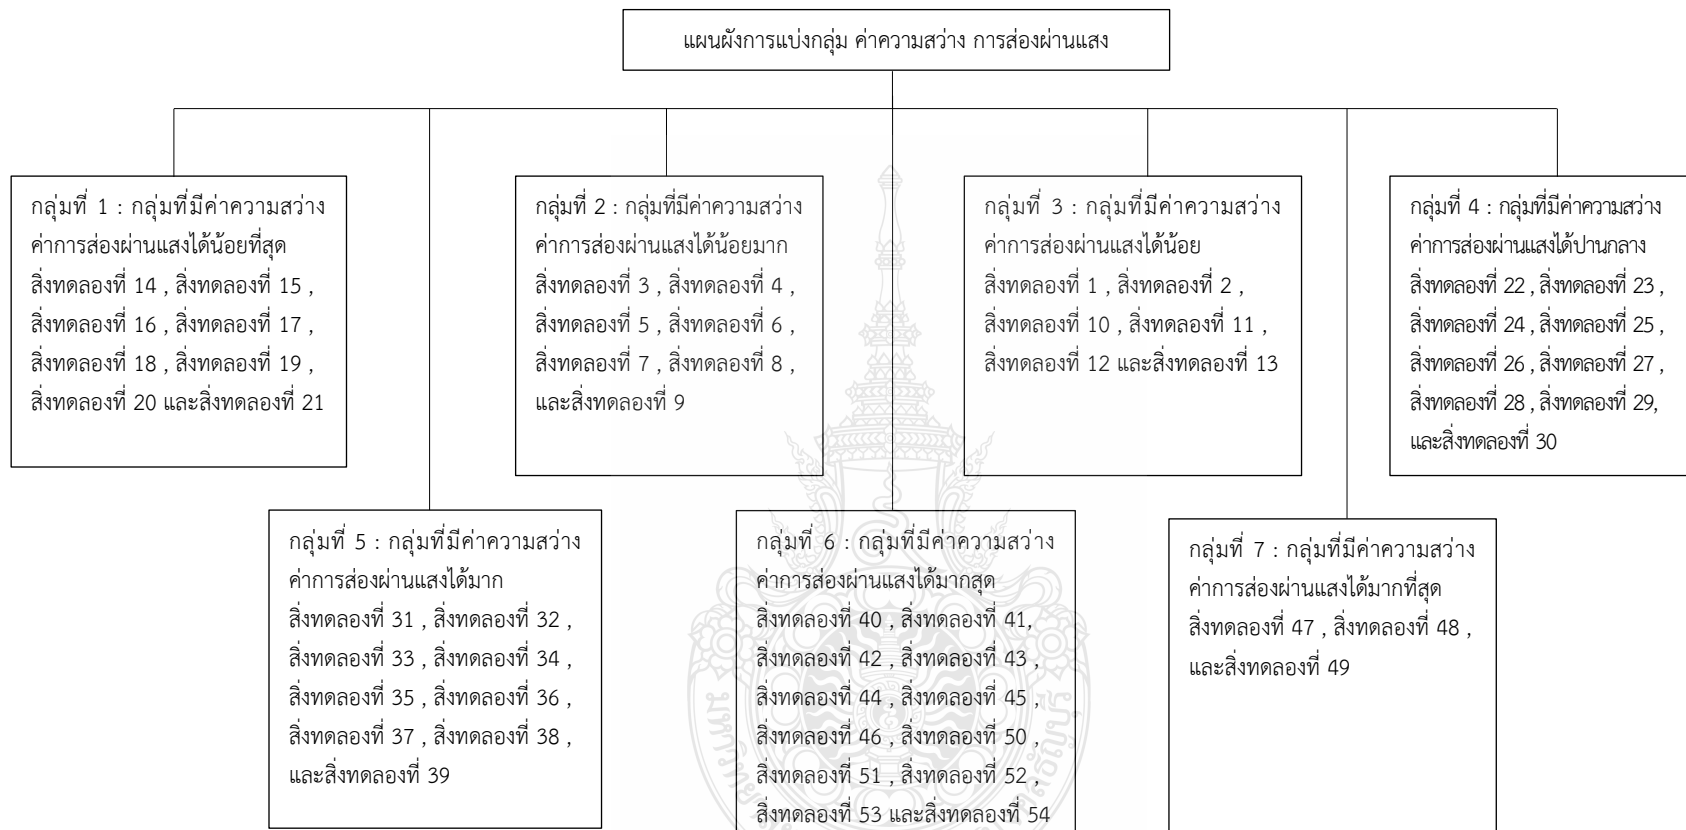 แผนผังการแบ่งกลุ่ม ค่าความสว่าง การส่องผ่านแสง
กลุ่มที่ 1 : กลุ่มที่มีค่าความสว่าง
ค่าการส่องผ่านแสงได้น้อยที่สุด
สิ่งทดลองที่ 14 , สิ่งทดลองที่ 15 ,
สิ่งทดลองที่ 16 , สิ่งทดลองที่ 17 ,
สิ่งทดลองที่ 18 , สิ่งทดลองที่ 19 ,
สิ่งทดลองที่ 20 และสิ่งทดลองที่ 21
กลุ่มที่ 2 : กลุ่มที่มีค่าความสว่าง
ค่าการส่องผ่านแสงได้น้อยมาก
สิ่งทดลองที่ 3 , สิ่งทดลองที่ 4 ,
สิ่งทดลองที่ 5 , สิ่งทดลองที่ 6 ,
สิ่งทดลองที่ 7 , สิ่งทดลองที่ 8 ,
และสิ่งทดลองที่ 9
กลุ่มที่ 3 : กลุ่มที่มีค่าความสว่าง
ค่าการส่องผ่านแสงได้น้อย
สิ่งทดลองที่ 1 , สิ่งทดลองที่ 2 ,
สิ่งทดลองที่ 10 , สิ่งทดลองที่ 11 ,
สิ่งทดลองที่ 12 และสิ่งทดลองที่ 13
กลุ่มที่ 4 : กลุ่มที่มีค่าความสว่าง
ค่าการส่องผ่านแสงได้ปานกลาง
สิ่งทดลองที่ 22 , สิ่งทดลองที่ 23 ,
สิ่งทดลองที่ 24 , สิ่งทดลองที่ 25 ,
สิ่งทดลองที่ 26 , สิ่งทดลองที่ 27 ,
สิ่งทดลองที่ 28 , สิ่งทดลองที่ 29,
และสิ่งทดลองที่ 30
กลุ่มที่ 5 : กลุ่มที่มีค่าความสว่าง
ค่าการส่องผ่านแสงได้มาก
สิ่งทดลองที่ 31 , สิ่งทดลองที่ 32 ,
สิ่งทดลองที่ 33 , สิ่งทดลองที่ 34 ,
สิ่งทดลองที่ 35 , สิ่งทดลองที่ 36 ,
สิ่งทดลองที่ 37 , สิ่งทดลองที่ 38 ,
และสิ่งทดลองที่ 39
กลุ่มที่ 6 : กลุ่มที่มีค่าความสว่าง
ค่าการส่องผ่านแสงได้มากสุด
สิ่งทดลองที่ 40 , สิ่งทดลองที่ 41,
สิ่งทดลองที่ 42 , สิ่งทดลองที่ 43 ,
สิ่งทดลองที่ 44 , สิ่งทดลองที่ 45 ,
สิ่งทดลองที่ 46 , สิ่งทดลองที่ 50 ,
สิ่งทดลองที่ 51 , สิ่งทดลองที่ 52 ,
สิ่งทดลองที่ 53 และสิ่งทดลองที่ 54
กลุ่มที่ 7 : กลุ่มที่มีค่าความสว่าง
ค่าการส่องผ่านแสงได้มากที่สุด
สิ่งทดลองที่ 47 , สิ่งทดลองที่ 48 ,
และสิ่งทดลองที่ 49